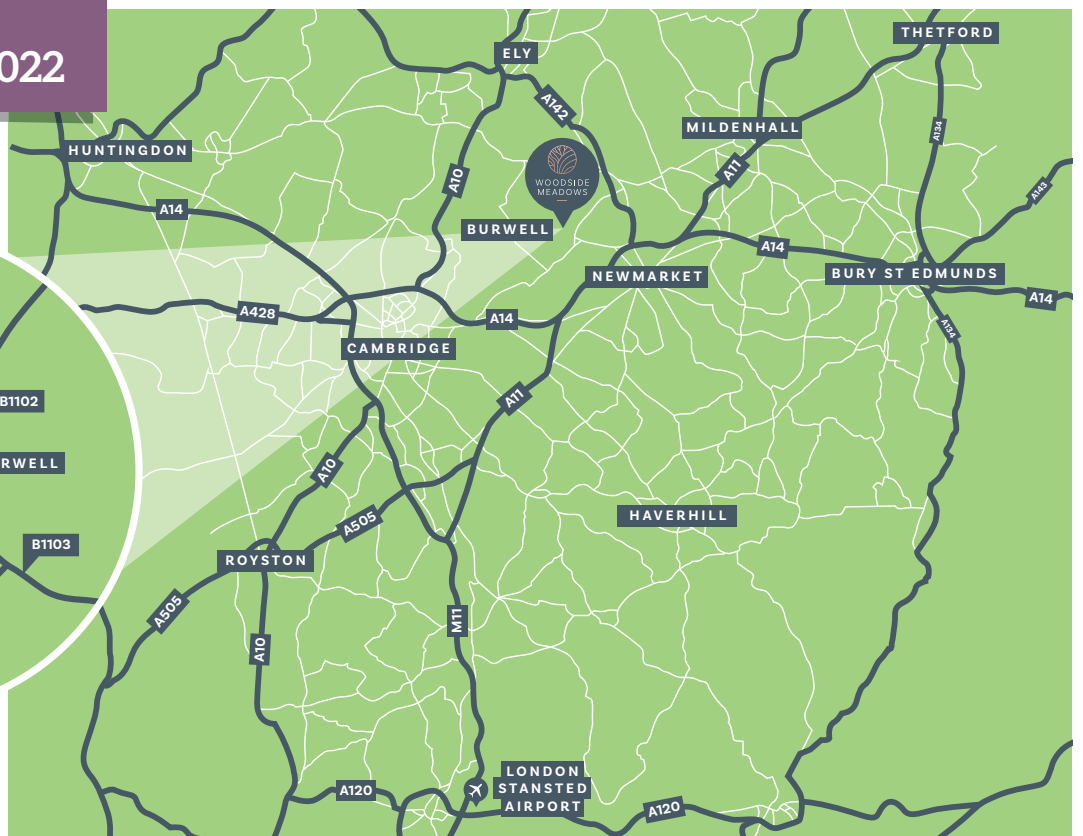 022
THETFORD
ELY
A142
A134
MILDENHALL
HUNTINGDON
A10
A11
WOODSIDE
MEADOWS
A143
A14
BURWELL
A14
NEWMARKET
BURY ST EDMUNDS
A14
A428
A14
A134
CAMBRIDGE
A11
B1102
RWELL
A10
A505
HAVERHILL
B1103
ROYSTON
A505
M11
A10
LONDON
STANSTED
AIRPORT
A120
A120